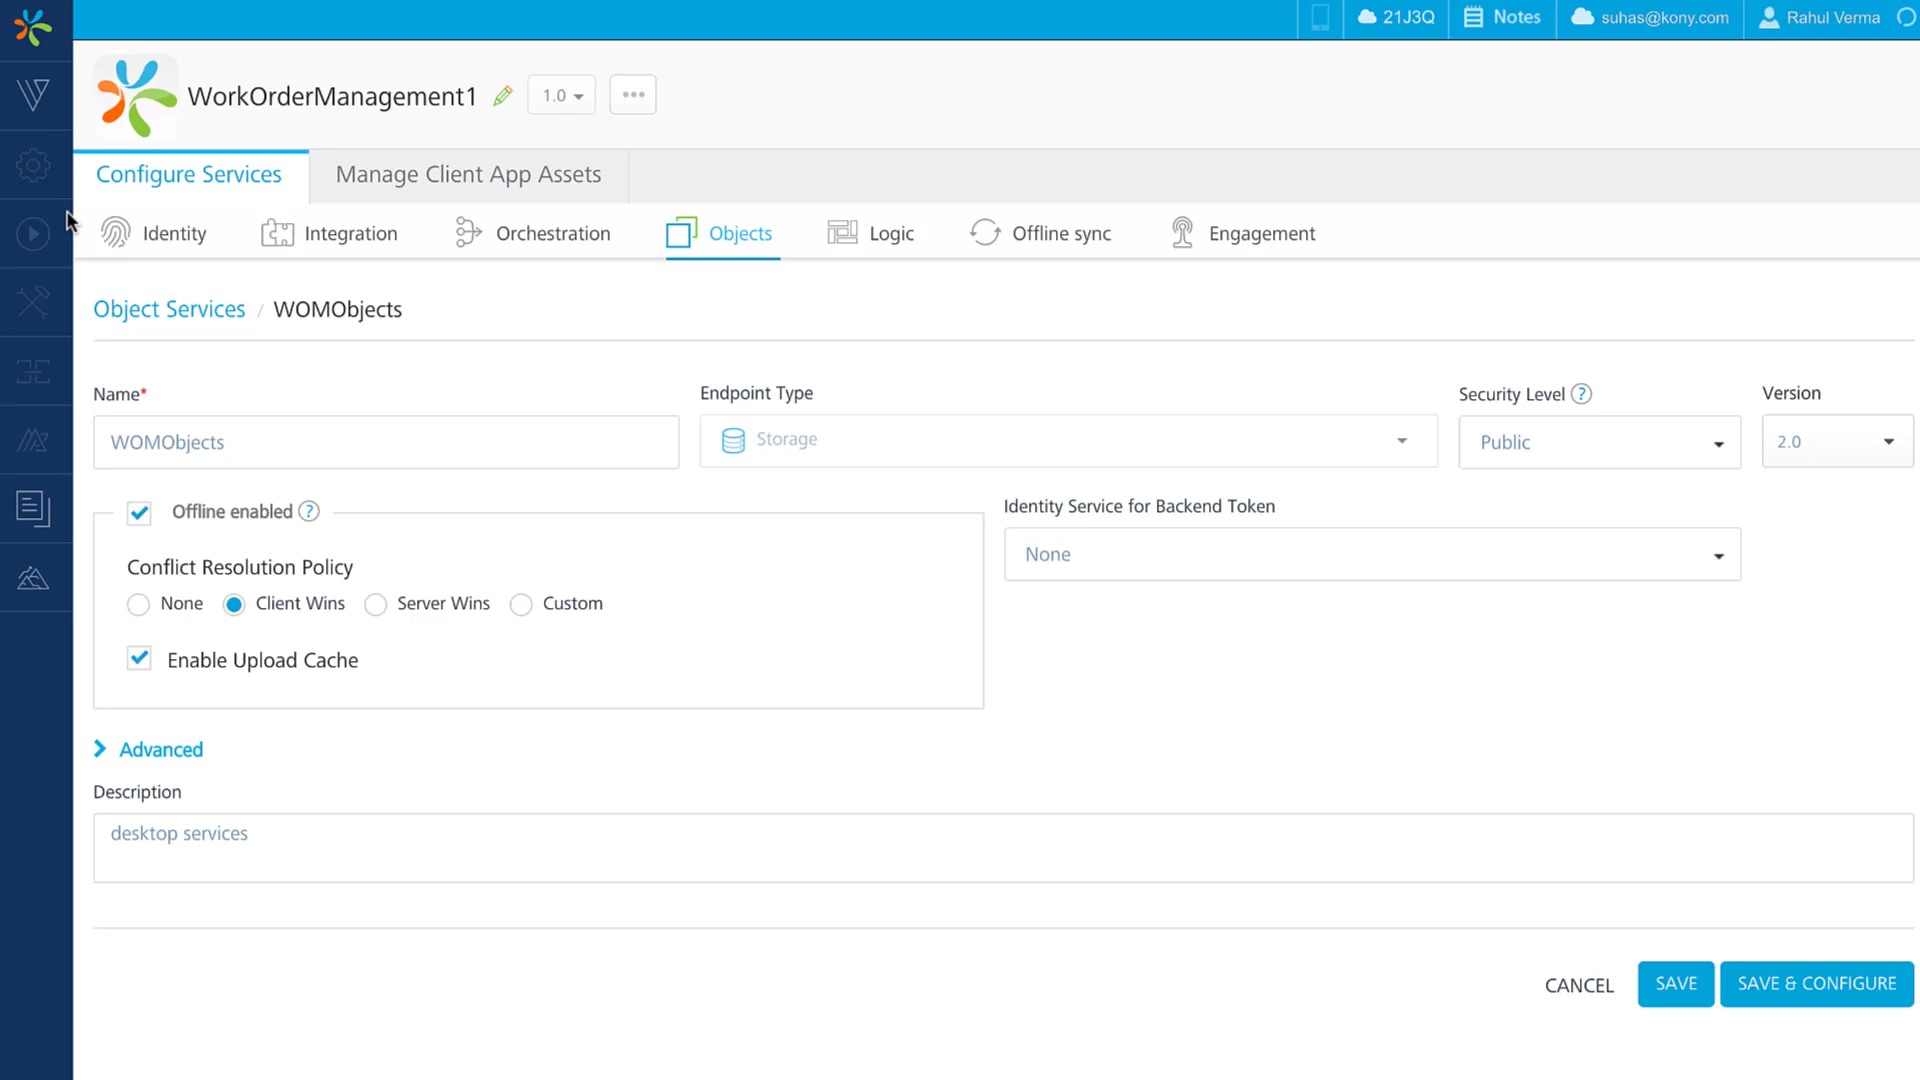 21J3Q
Notes
suhas@kony.com
Rahul Verma
WorkOrderManagement1
1.0
Configure Services
Manage Client App Assets
Identity
Integration
Orchestration
Objects
Logic
Offline sync
Engagement
Object Services / WOMObjects
Name*
Endpoint Type
Security Level ?
Version
WOMObjects
Storage
Public
2.0
Offline enabled ?
Identity Service for Backend Token
None
Conflict Resolution Policy
None
Client Wins
Server Wins
Custom
Enable Upload Cache
Advanced
Description
desktop services
CANCEL
SAVE
SAVE & CONFIGURE